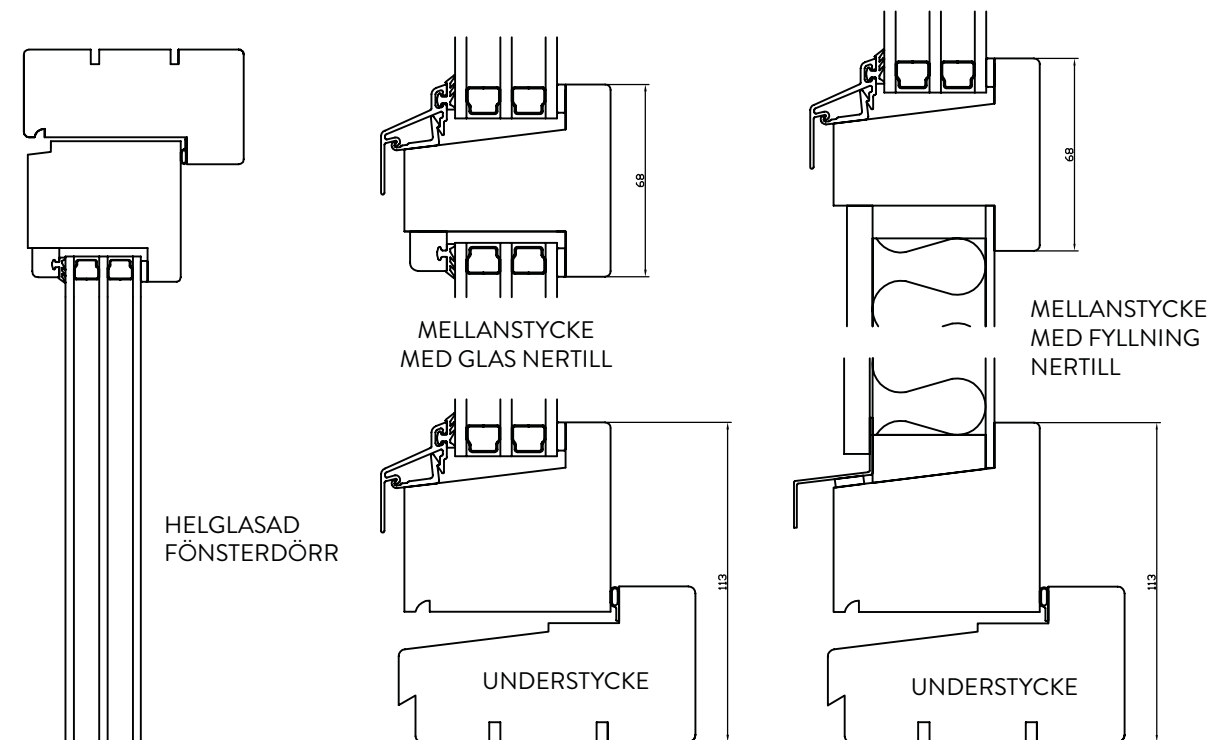 68
68
MELLANSTYCKE
MED GLAS NERTILL
MELLANSTYCKE
MED FYLLNING
NERTILL
HELGLASAD
FÖNSTERDÖRR
113
113
UNDERSTYCKE
UNDERSTYCKE